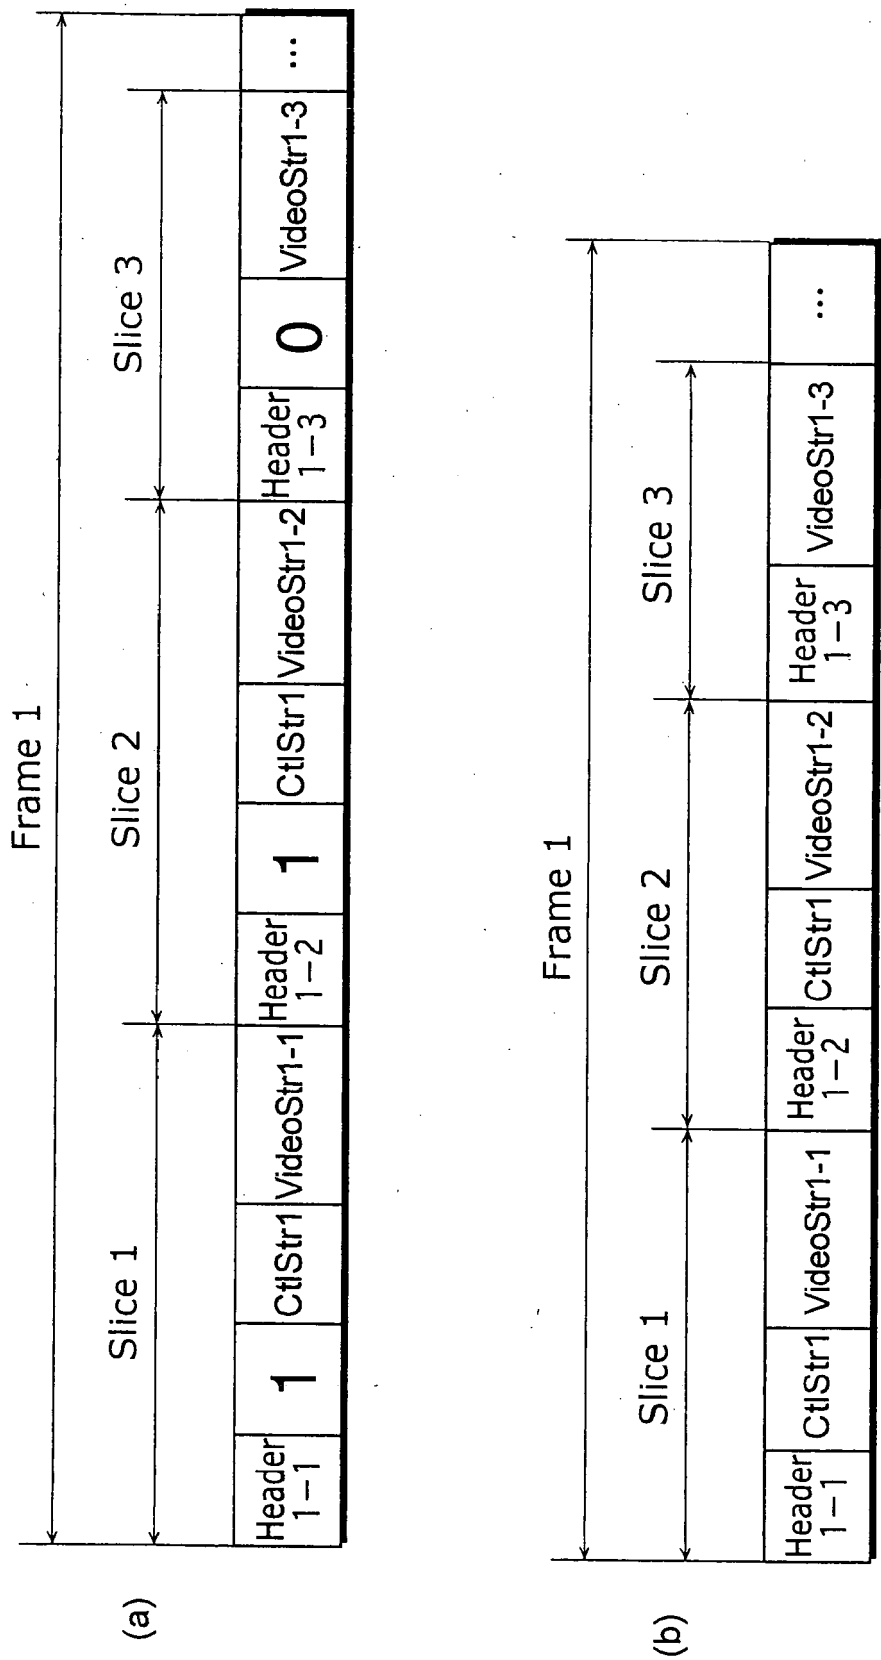 (a)
Frame 1
Slice 1
Slice 2
Slice 3
Header
1−1
1
CtlStr1
VideoStr1-1
Header
1−2
1
CtlStr1
VideoStr1-2
Header
1−3
0
VideoStr1-3
...
(b)
Frame 1
Slice 1
Slice 2
Slice 3
Header
1−1
CtlStr1
VideoStr1-1
Header
1−2
CtlStr1
VideoStr1-2
Header
1−3
VideoStr1-3
...